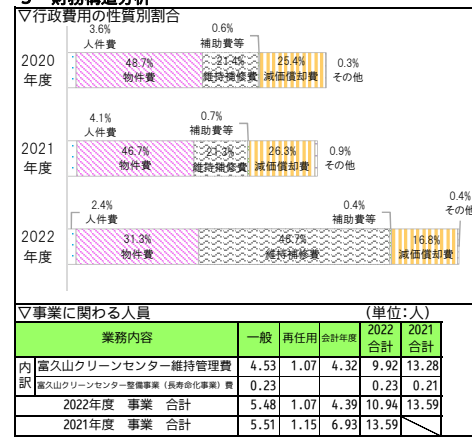 ▽行政費用の性質別割合
3.6%
人件費
0.6%
補助費等
2020
年度
48.7%
物件費
21.4%
維持補修費
25.4%
減価償却費
0.3%
その他
4.1%
人件費
0.7%
補助費等
2021
年度
46.7%
物件費
21.3%
維持補修費
26.3%
減価償却費
0.9%
その他
2.4%
人件費
0.4%
補助費等
0.4%
その他
2022
年度
31.3%
物件費
48.7%
維持補修費
16.8%
減価償却費
▽事業に関わる人員 (単位:人)
業務内容 一般 再任用 会計年度 2022合計 2021合計
内訳 富久山クリーンセンター維持管理費 4.53 1.07 4.32 9.92 13.28
富久山クリーンセンター整備事業(長寿命化事業)費 0.23 0.23 0.21
2022年度 事業 合計 5.48 1.07 4.39 10.94 13.59
2021年度 事業 合計 5.51 1.15 6.93 13.59